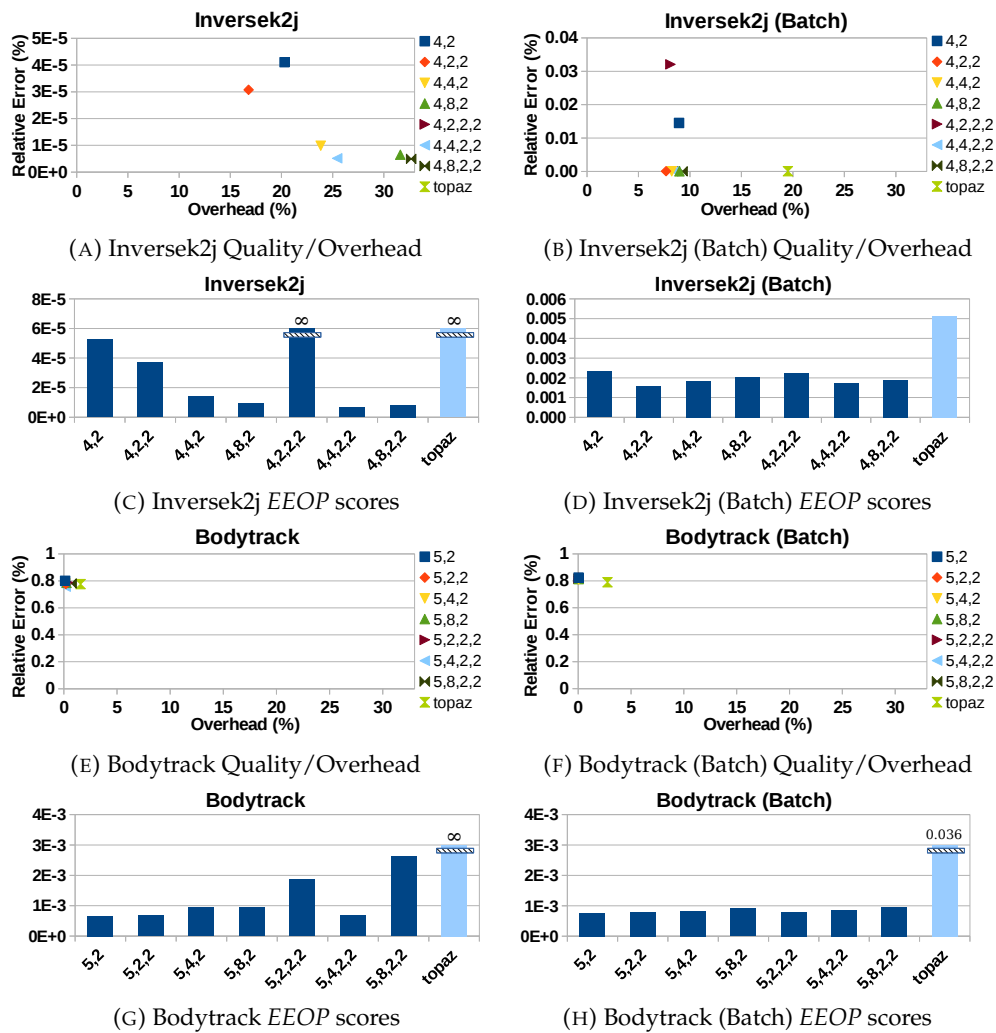 Inversek2j
Relative Error (%)
5E-5
4E-5
3E-5
2E-5
1E-5
0E+0
0 5 10 15 20 25 30
Overhead (%)
4,2
4,2,2
4,4,2
4,8,2
4,2,2,2
4,4,2,2
4,8,2,2
topaz
(A) Inversek2j Quality/Overhead
Inversek2j (Batch)
Relative Error (%)
0.04
0.03
0.02
0.01
0.00
0 5 10 15 20 25 30
Overhead (%)
4,2
4,2,2
4,4,2
4,8,2
4,2,2,2
4,4,2,2
4,8,2,2
topaz
(B) Inversek2j (Batch) Quality/Overhead
Inversek2j
8E-5
6E-5
4E-5
2E-5
0E+0
∞ ∞
4,2 4,2,2 4,4,2 4,8,2 4,2,2,2 4,4,2,2 4,8,2,2 topaz
(C) Inversek2j EEOP scores
Inversek2j (Batch)
0.006
0.005
0.004
0.003
0.002
0.001
0.000
4,2 4,2,2 4,4,2 4,8,2 4,2,2,2 4,4,2,2 4,8,2,2 topaz
(D) Inversek2j (Batch) EEOP scores
Bodytrack
Relative Error (%)
1
0.8
0.6
0.4
0.2
0
0 5 10 15 20 25 30
Overhead (%)
5,2
5,2,2
5,4,2
5,8,2
5,2,2,2
5,4,2,2
5,8,2,2
topaz
(E) Bodytrack Quality/Overhead
Bodytrack (Batch)
Relative Error (%)
1
0.8
0.6
0.4
0.2
0
0 5 10 15 20 25 30
Overhead (%)
5,2
5,2,2
5,4,2
5,8,2
5,2,2,2
5,4,2,2
5,8,2,2
topaz
(F) Bodytrack (Batch) Quality/Overhead
Bodytrack
4E-3
3E-3
2E-3
1E-3
0E+0
∞
5,2 5,2,2 5,4,2 5,8,2 5,2,2,2 5,4,2,2 5,8,2,2 topaz
(G) Bodytrack EEOP scores
Bodytrack (Batch)
4E-3
3E-3
2E-3
1E-3
0E+0
0.036
5,2 5,2,2 5,4,2 5,8,2 5,2,2,2 5,4,2,2 5,8,2,2 topaz
(H) Bodytrack (Batch) EEOP scores